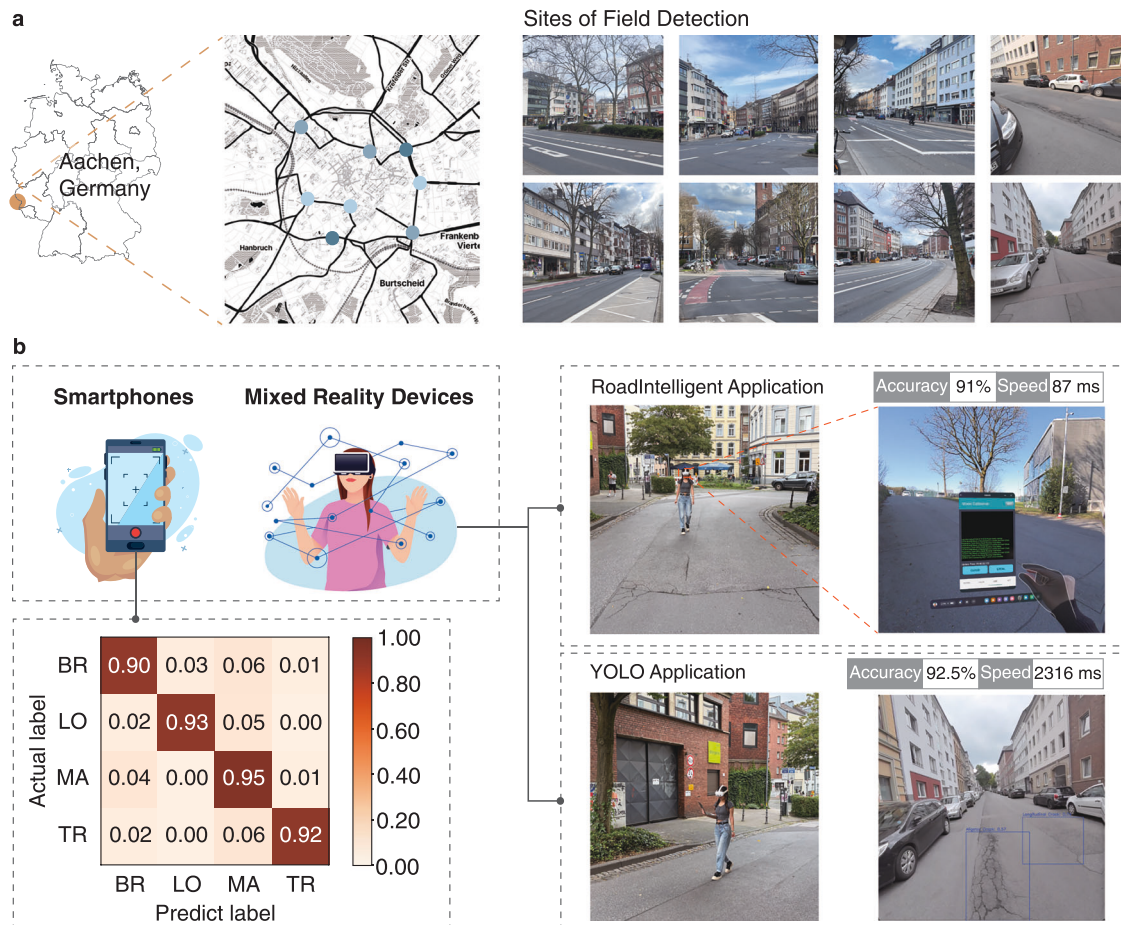 a
Sites of Field Detection
Aachen,
Germany
Hanbruch
Frankenb
Vierte
Burtscheid
b
Smartphones
Mixed Reality Devices
RoadIntelligent Application
Accuracy 91% Speed 87 ms
YOLO Application
Accuracy 92.5% Speed 2316 ms
Actual label
BR 0.90 0.03 0.06 0.01
LO 0.02 0.93 0.05 0.00
MA 0.04 0.00 0.95 0.01
TR 0.02 0.00 0.06 0.92
BR LO MA TR
Predict label
1.00
0.80
0.60
0.40
0.20
0.00